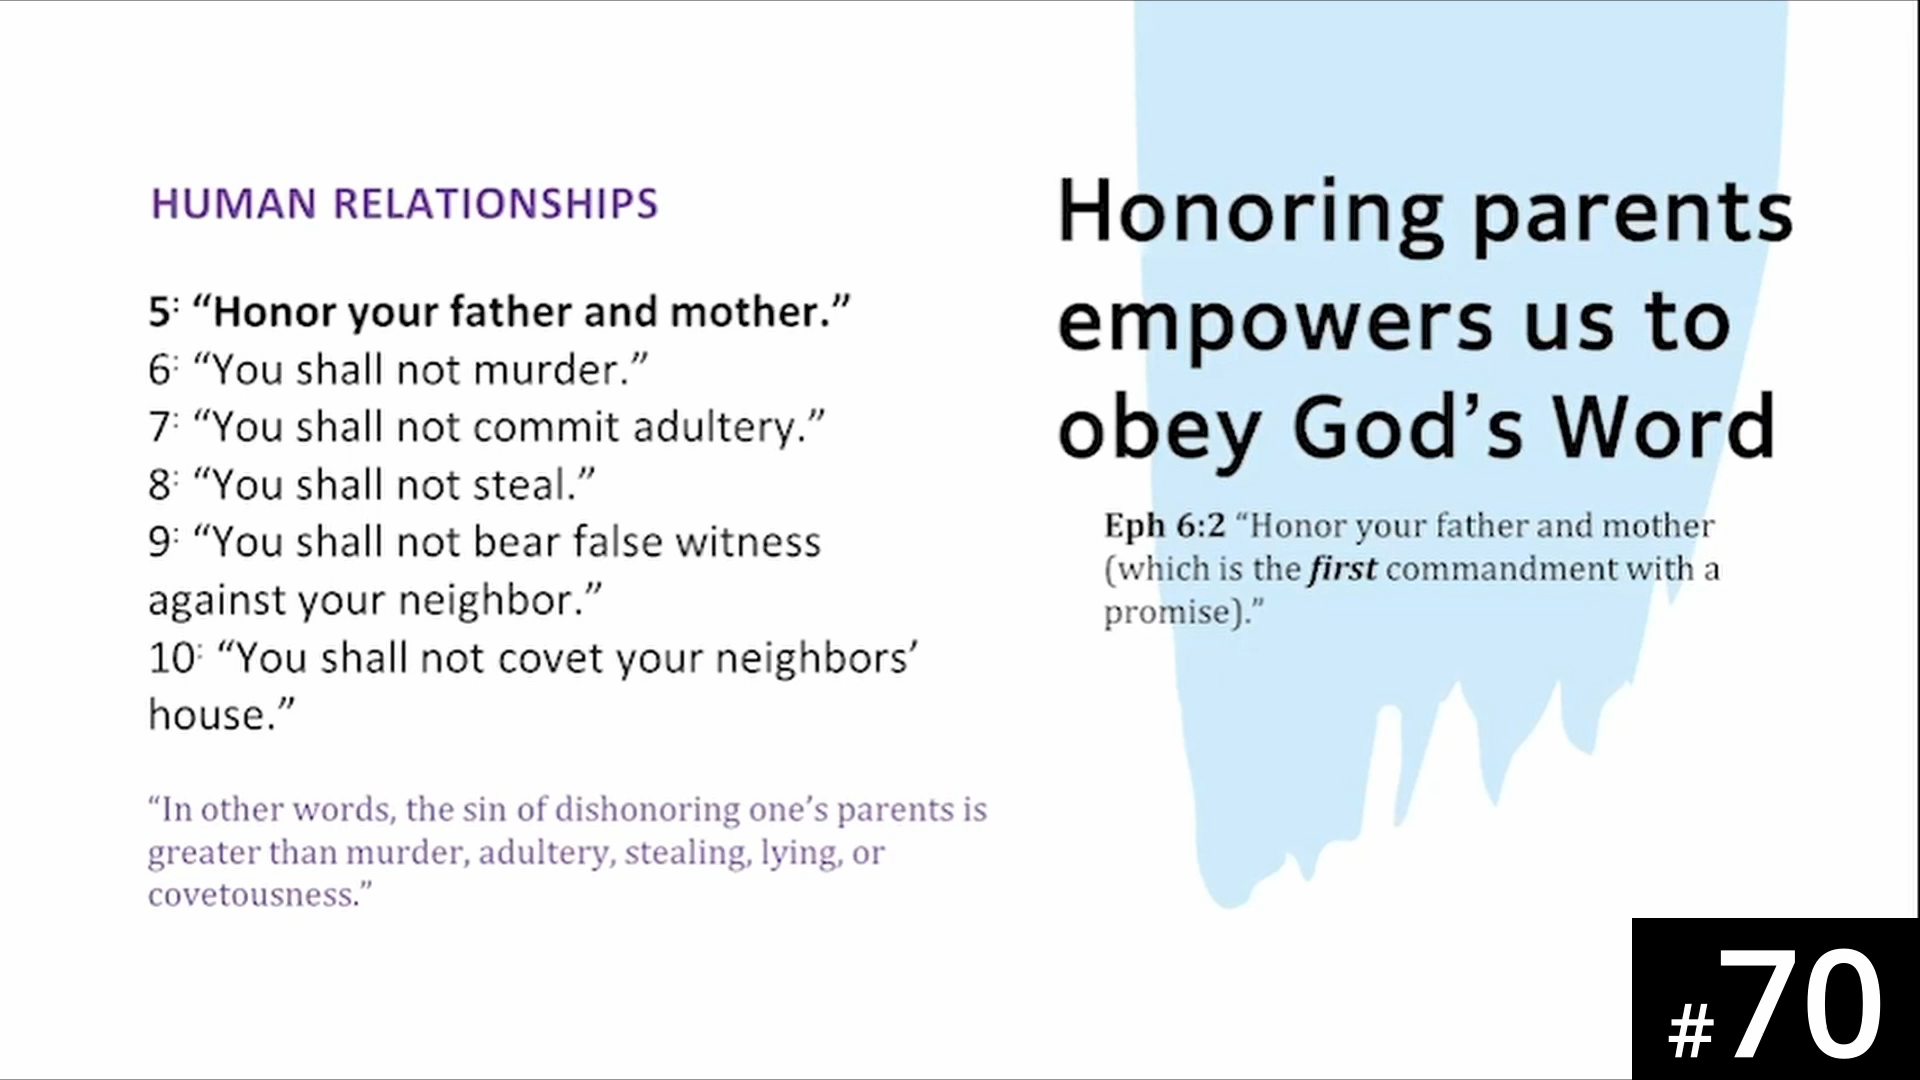 HUMAN RELATIONSHIPS
5: “Honor your father and mother.”
6: “You shall not murder.”
7: “You shall not commit adultery.”
8: “You shall not steal.”
9: “You shall not bear false witness
against your neighbor.”
10: “You shall not covet your neighbors’
house.”
“In other words, the sin of dishonoring one’s parents is
greater than murder, adultery, stealing, lying, or
covetousness.”
Honoring parents
empowers us to
obey God’s Word
Eph 6:2 “Honor your father and mother
(which is the first commandment with a
promise).”
#70